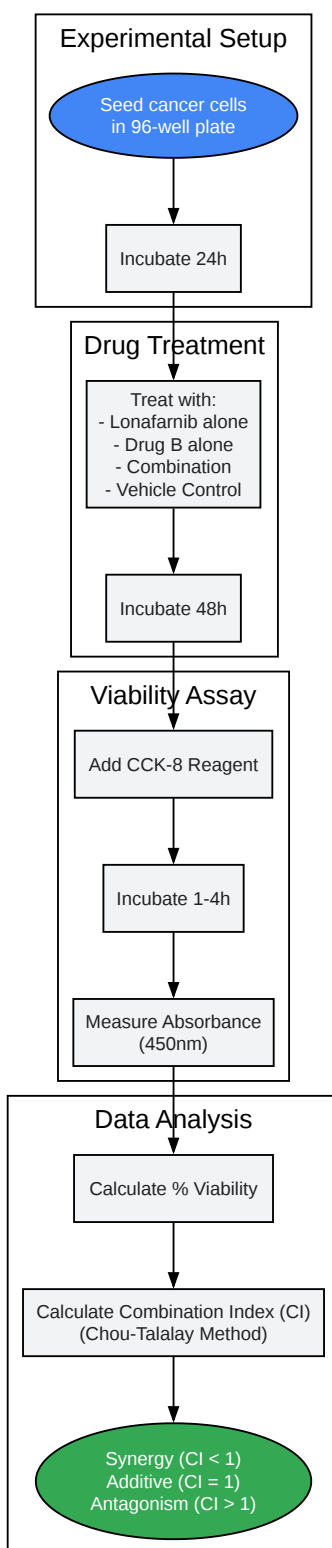 Experimental Setup
Seed cancer cells
in 96-well plate
Incubate 24h
Drug Treatment
Treat with:
- Lonafarnib alone
- Drug B alone
- Combination
- Vehicle Control
Incubate 48h
Viability Assay
Add CCK-8 Reagent
Incubate 1-4h
Measure Absorbance
(450nm)
Data Analysis
Calculate % Viability
Calculate Combination Index (CI)
(Chou-Talalay Method)
Synergy (CI < 1)
Additive (CI = 1)
Antagonism (CI > 1)